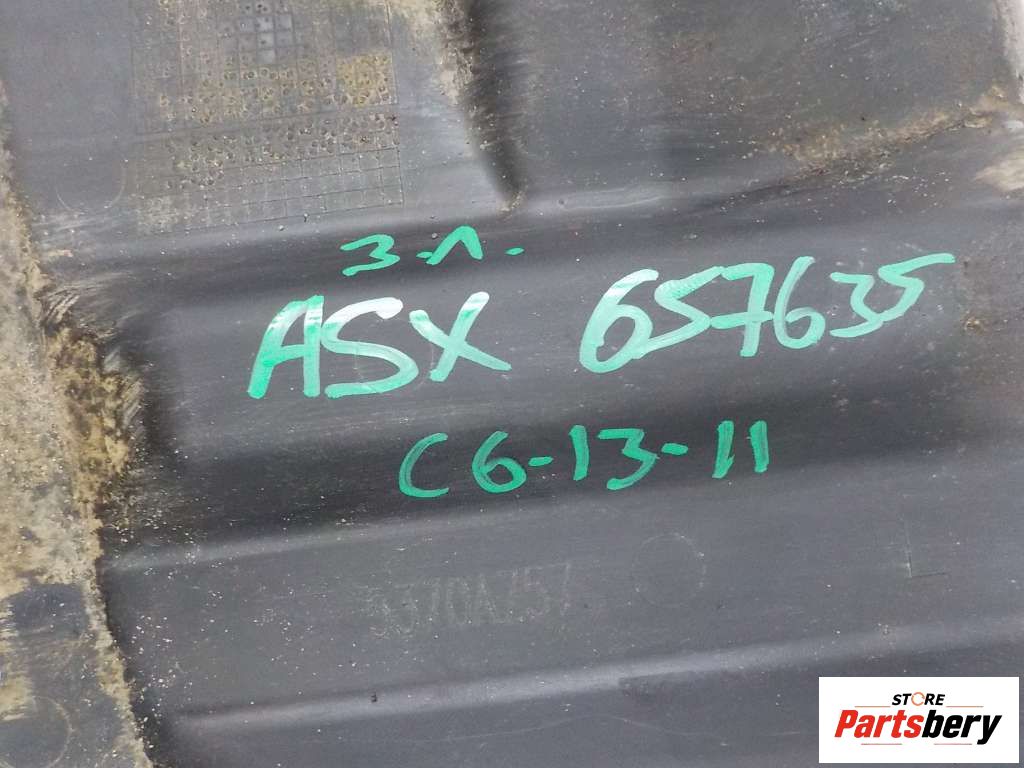 З.Л.
ASX 657635
C6-13-11
5370A757
STORE
Partsbery